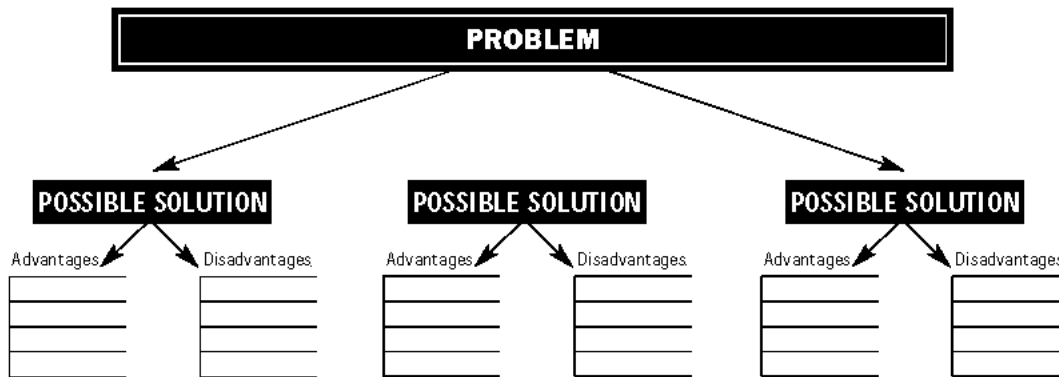 PROBLEM
POSSIBLE SOLUTION POSSIBLE SOLUTION POSSIBLE SOLUTION
Advantages Disadvantages Advantages Disadvantages Advantages Disadvantages